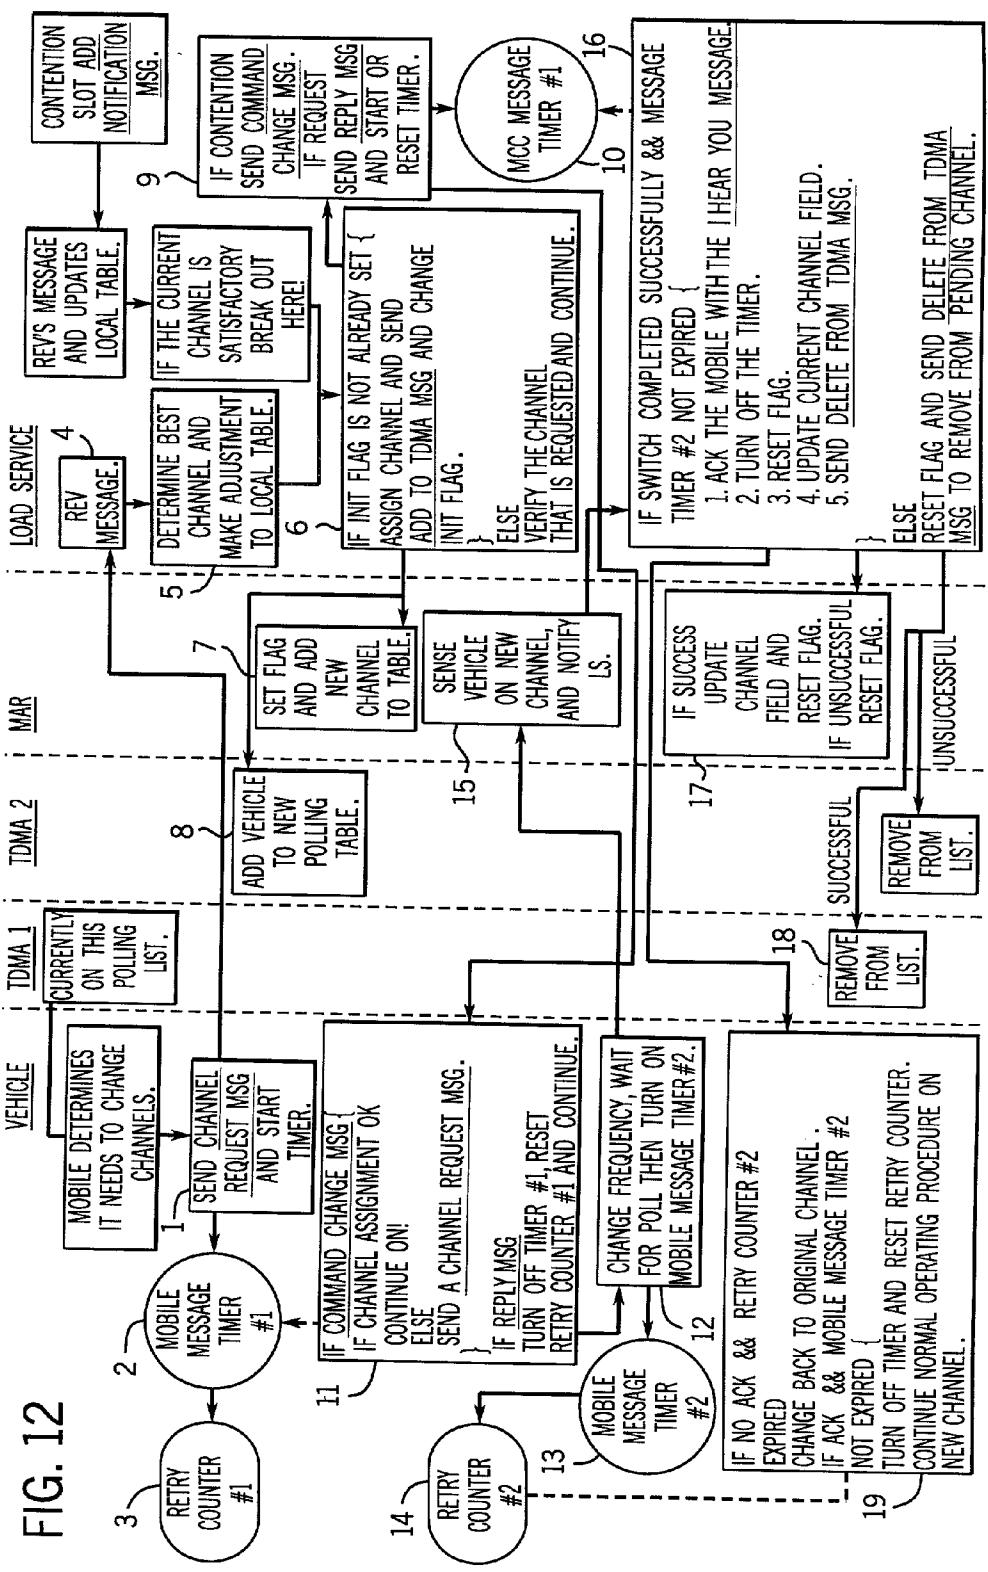 FIG. 12
VEHICLE
TDMA 1
TDMA 2
MAR
LOAD SERVICE
CURRENTLY
ON THIS
POLLING
LIST.
MOBILE DETERMINES
IT NEEDS TO CHANGE
CHANNELS.
1
SEND CHANNEL
REQUEST MSG
AND START
TIMER.
2
MOBILE
MESSAGE
TIMER
#1
3
RETRY
COUNTER
#1
4
REV
MESSAGE.
5
DETERMINE BEST
CHANNEL AND
MAKE ADJUSTMENT
TO LOCAL TABLE.
CONTENTION
SLOT ADD
NOTIFICATION
MSG.
REV'S MESSAGE
AND UPDATES
LOCAL TABLE.
IF THE CURRENT
CHANNEL IS
SATISFACTORY
BREAK OUT
HERE!
6
IF INIT FLAG IS NOT ALREADY SET {
ASSIGN CHANNEL AND SEND
ADD TO TDMA MSG AND CHANGE
INIT FLAG.
} ELSE
VERIFY THE CHANNEL
THAT IS REQUESTED AND CONTINUE.
7
SET FLAG
AND ADD
NEW
CHANNEL
TO TABLE.
8
ADD VEHICLE
TO NEW
POLLING
TABLE.
9
IF CONTENTION
SEND COMMAND
CHANGE MSG.
IF REQUEST
SEND REPLY MSG
AND START OR
RESET TIMER.
10
MCC MESSAGE
TIMER #1
11
IF COMMAND CHANGE MSG {
IF CHANNEL ASSIGNMENT OK
CONTINUE ON!
ELSE
SEND A CHANNEL REQUEST MSG.
}
IF REPLY MSG
TURN OFF TIMER #1, RESET
RETRY COUNTER #1 AND CONTINUE.
12
CHANGE FREQUENCY, WAIT
FOR POLL THEN TURN ON
MOBILE MESSAGE TIMER #2.
13
MOBILE
MESSAGE
TIMER
#2
14
RETRY
COUNTER
#2
15
SENSE
VEHICLE
ON NEW
CHANNEL,
AND NOTIFY
LS.
16
IF SWITCH COMPLETED SUCCESSFULLY && MESSAGE
TIMER #2 NOT EXPIRED {
1. ACK THE MOBILE WITH THE I HEAR YOU MESSAGE.
2. TURN OFF THE TIMER.
3. RESET FLAG.
4. UPDATE CURRENT CHANNEL FIELD.
5. SEND DELETE FROM TDMA MSG.
} ELSE
RESET FLAG AND SEND DELETE FROM TDMA
MSG TO REMOVE FROM PENDING CHANNEL.
17
IF SUCCESS
UPDATE
CHANNEL
FIELD AND
RESET FLAG.
IF UNSUCCESSFUL
RESET FLAG.
SUCCESSFUL
UNSUCCESSFUL
18
REMOVE
FROM
LIST.
REMOVE
FROM
LIST.
19
IF NO ACK && RETRY COUNTER #2
EXPIRED
CHANGE BACK TO ORIGINAL CHANNEL.
IF ACK && MOBILE MESSAGE TIMER #2
NOT EXPIRED {
TURN OFF TIMER AND RESET RETRY COUNTER.
CONTINUE NORMAL OPERATING PROCEDURE ON
NEW CHANNEL.